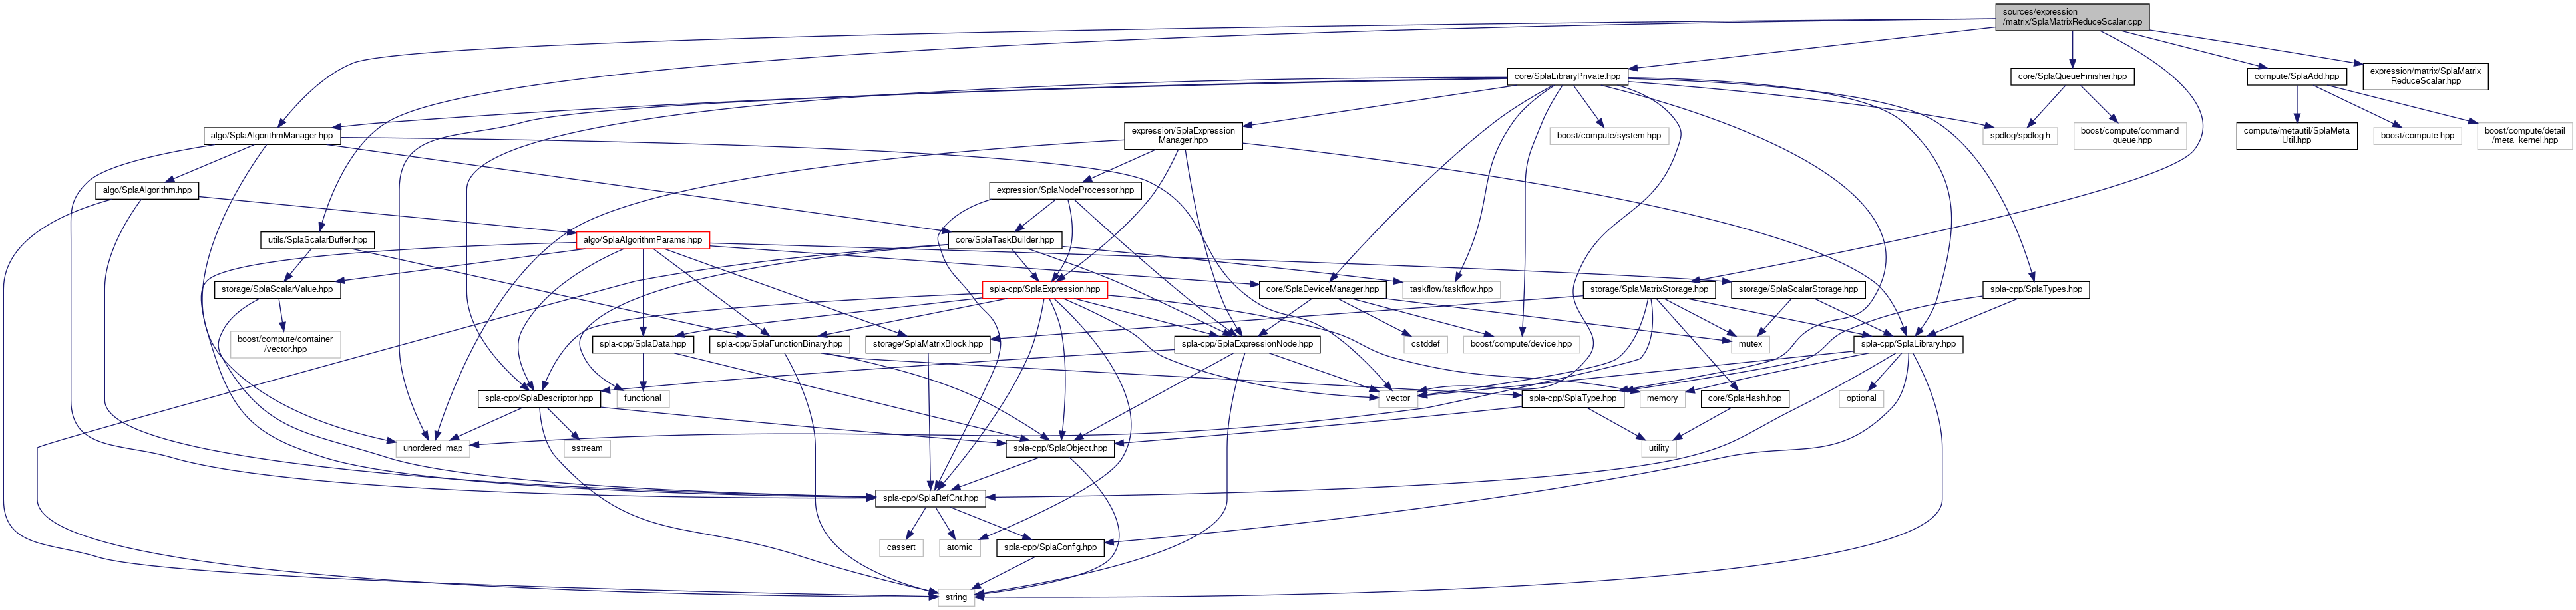 sources/expression
/matrix/SplaMatrixReduceScalar.cpp
core/SplaLibraryPrivate.hpp
core/SplaQueueFinisher.hpp
compute/SplaAdd.hpp
expression/matrix/SplaMatrix
ReduceScalar.hpp
algo/SplaAlgorithmManager.hpp
expression/SplaExpression
Manager.hpp
boost/compute/system.hpp
spdlog/spdlog.h
boost/compute/command
_queue.hpp
compute/metautil/SplaMeta
Util.hpp
boost/compute.hpp
boost/compute/detail
/meta_kernel.hpp
algo/SplaAlgorithm.hpp
expression/SplaNodeProcessor.hpp
utils/SplaScalarBuffer.hpp
algo/SplaAlgorithmParams.hpp
core/SplaTaskBuilder.hpp
storage/SplaScalarValue.hpp
spla-cpp/SplaExpression.hpp
core/SplaDeviceManager.hpp
taskflow/taskflow.hpp
storage/SplaMatrixStorage.hpp
storage/SplaScalarStorage.hpp
spla-cpp/SplaTypes.hpp
boost/compute/container
/vector.hpp
spla-cpp/SplaData.hpp
spla-cpp/SplaFunctionBinary.hpp
storage/SplaMatrixBlock.hpp
spla-cpp/SplaExpressionNode.hpp
cstddef
boost/compute/device.hpp
mutex
spla-cpp/SplaLibrary.hpp
spla-cpp/SplaDescriptor.hpp
functional
vector
spla-cpp/SplaType.hpp
memory
core/SplaHash.hpp
optional
unordered_map
sstream
spla-cpp/SplaObject.hpp
utility
spla-cpp/SplaRefCnt.hpp
cassert
atomic
spla-cpp/SplaConfig.hpp
string